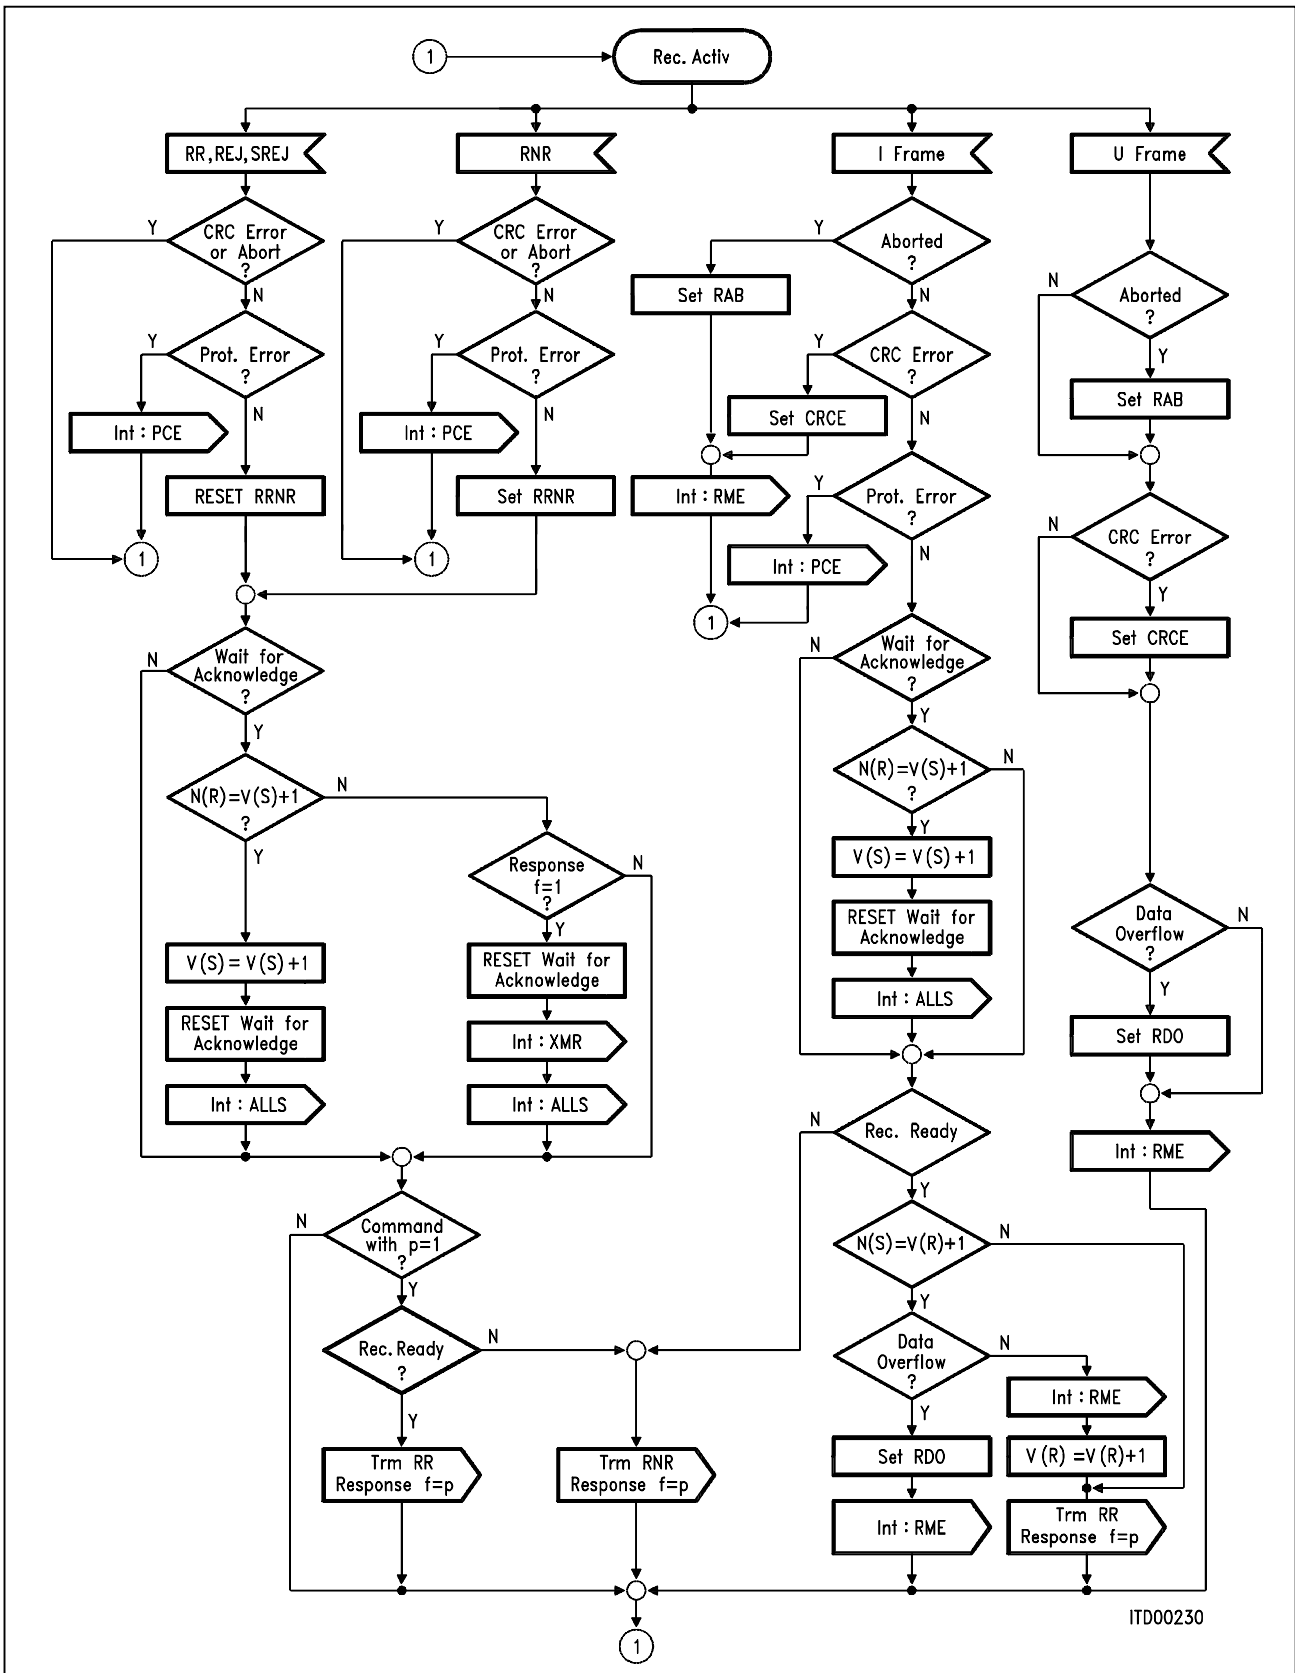 1
Rec. Activ
RR, REJ, SREJ
RNR
I Frame
U Frame
Y
CRC Error
or Abort
?
N
Y
Prot. Error
?
N
Int : PCE
RESET RRNR
1
Y
CRC Error
or Abort
?
N
Y
Prot. Error
?
N
Int : PCE
Set RRNR
1
N
Wait for
Acknowledge
?
Y
N(R)=V(S)+1
?
N
Y
V(S) = V(S)+1
RESET Wait for
Acknowledge
Int : ALLS
Response
f=1
?
N
Y
RESET Wait for
Acknowledge
Int : XMR
Int : ALLS
N
Command
with p=1
?
Y
Rec. Ready
?
N
Y
Trm RR
Response f=p
Trm RNR
Response f=p
Y
Aborted
?
N
Set RAB
Y
CRC Error
?
N
Set CRCE
Int : RME
Y
Prot. Error
?
N
Int : PCE
1
N
Wait for
Acknowledge
?
Y
N(R)=V(S)+1
?
N
Y
V(S) = V(S)+1
RESET Wait for
Acknowledge
Int : ALLS
N
Rec. Ready
Y
N(S)=V(R)+1
N
Y
Data
Overflow
?
N
Y
Set RDO
Int : RME
Int : RME
V(R) =V(R)+1
Trm RR
Response f=p
N
Aborted
?
Y
Set RAB
N
CRC Error
?
Y
Set CRCE
Data
Overflow
?
N
Y
Set RDO
Int : RME
1
ITD00230